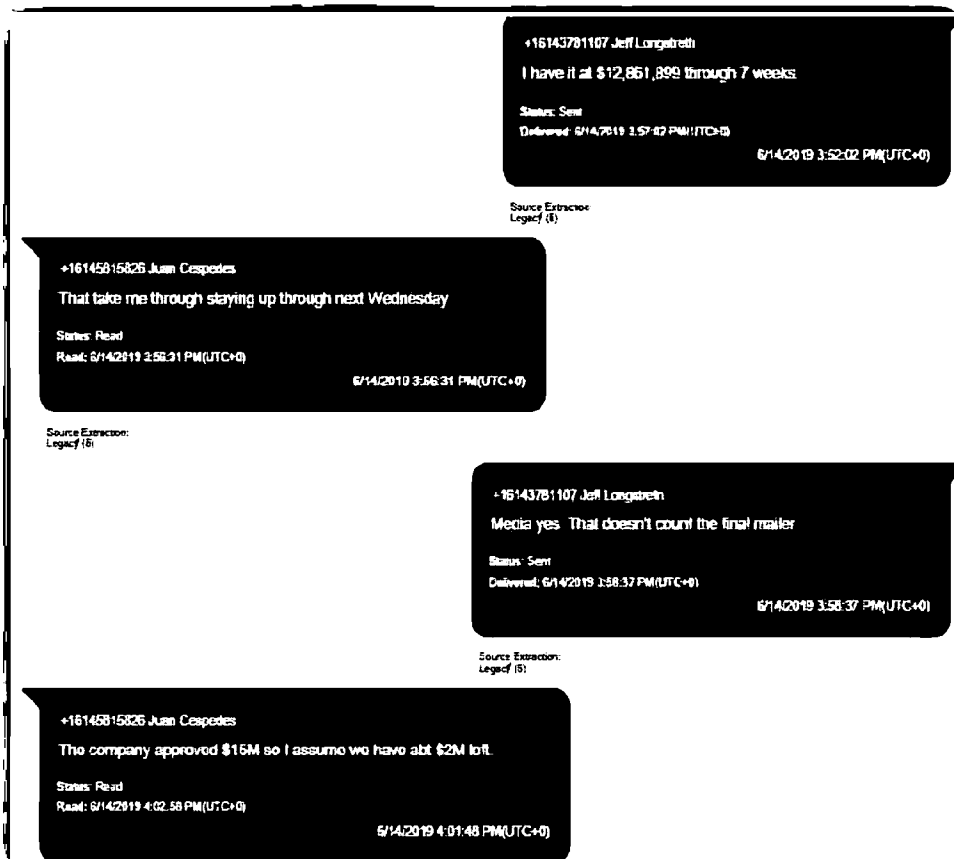 +16143781107 Jeff Longstreth
I have it at $12,861,899 through 7 weeks.
Status: Sent
Delivered: 6/14/2019 3:57:02 PM(UTC+0)
6/14/2019 3:52:02 PM(UTC+0)
Source Extraction:
Legacy (5)
+16145815826 Juan Cespedes
That take me through staying up through next Wednesday
Status: Read
Read: 6/14/2019 3:56:31 PM(UTC+0)
6/14/2019 3:56:31 PM(UTC+0)
Source Extraction:
Legacy (5)
+16143781107 Jeff Longstreth
Media yes. That doesn't count the final mailer
Status: Sent
Delivered: 6/14/2019 3:58:37 PM(UTC+0)
6/14/2019 3:58:37 PM(UTC+0)
Source Extraction:
Legacy (5)
+16145815826 Juan Cespedes
The company approved $15M so I assume we have abt $2M left.
Status: Read
Read: 6/14/2019 4:02:58 PM(UTC+0)
6/14/2019 4:01:48 PM(UTC+0)